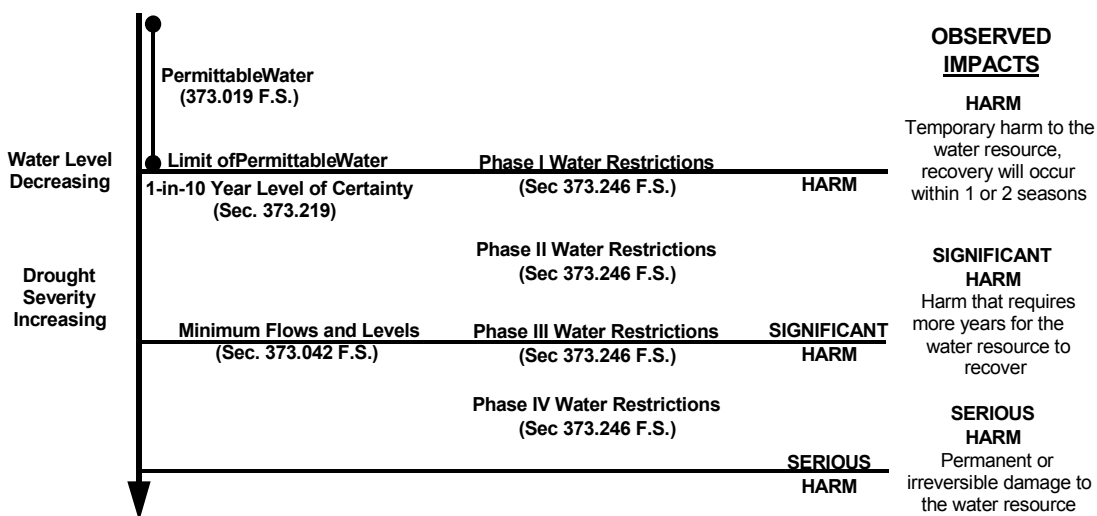 OBSERVED
IMPACTS
PermittableWater
(373.019 F.S.)
HARM
Temporary harm to the
water resource,
recovery will occur
within 1 or 2 seasons
Water Level
Decreasing
Limit ofPermittableWater
1-in-10 Year Level of Certainty
(Sec. 373.219)
Phase I Water Restrictions
(Sec 373.246 F.S.)
HARM
Phase II Water Restrictions
(Sec 373.246 F.S.)
SIGNIFICANT
HARM
Harm that requires
more years for the
water resource to
recover
Drought
Severity
Increasing
Minimum Flows and Levels
(Sec. 373.042 F.S.)
Phase III Water Restrictions
(Sec 373.246 F.S.)
SIGNIFICANT
HARM
Phase IV Water Restrictions
(Sec 373.246 F.S.)
SERIOUS
HARM
Permanent or
irreversible damage to
the water resource
SERIOUS
HARM